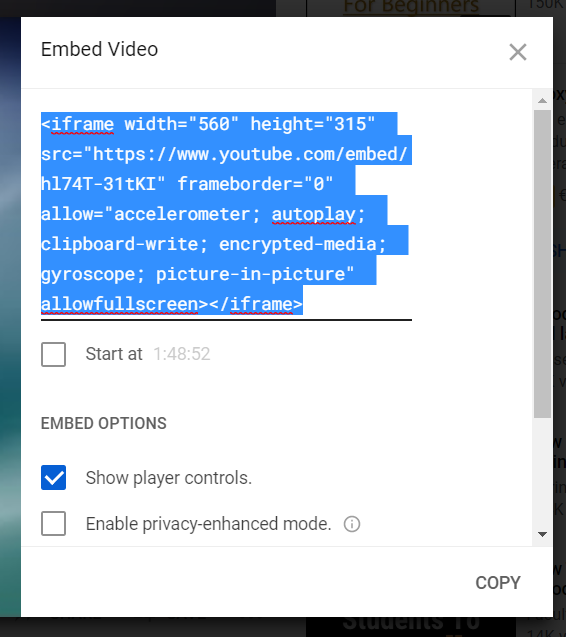 For Beginners
150K
Embed Video
<iframe width="560" height="315"
src="https://www.youtube.com/embed/
hl74T-31tKI" frameborder="0"
allow="accelerometer; autoplay;
clipboard-write; encrypted-media;
gyroscope; picture-in-picture"
allowfullscreen></iframe>
Start at 1:48:52
EMBED OPTIONS
Show player controls.
Enable privacy-enhanced mode.
COPY
Students To
14K